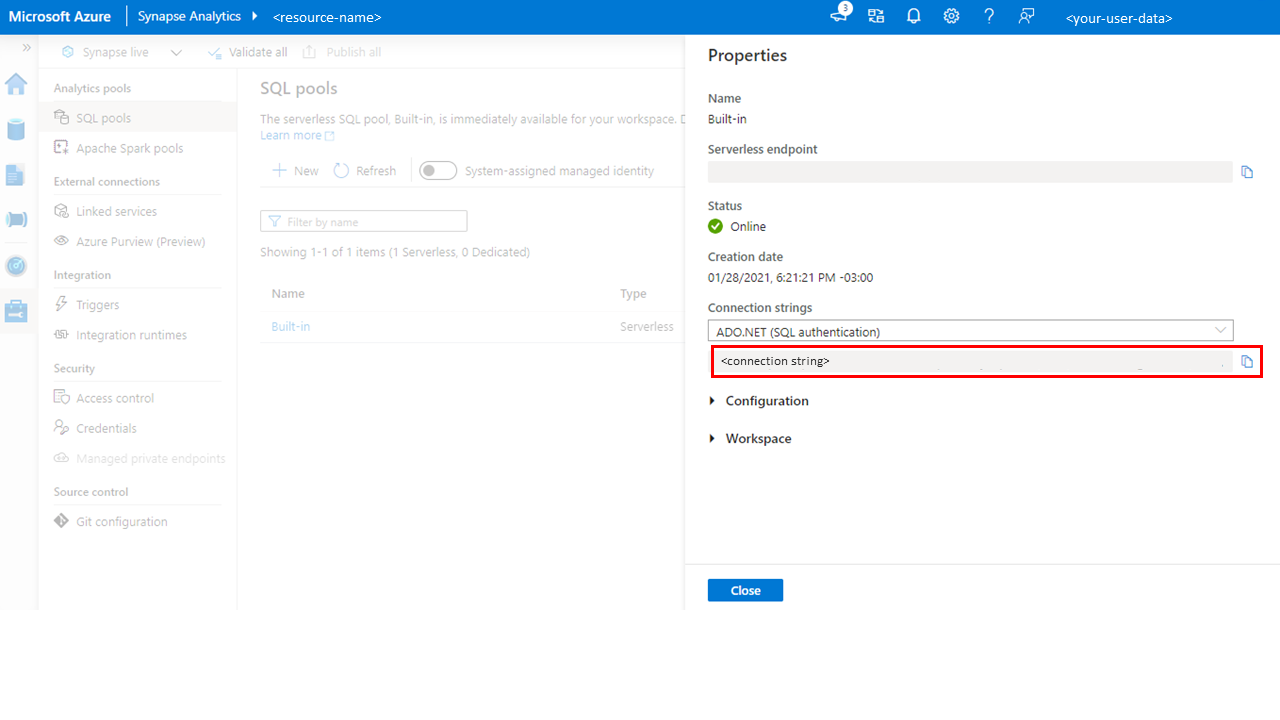 Microsoft Azure
Synapse Analytics
<resource-name>
3
<your-user-data>
Synapse live
Validate all
Publish all
Analytics pools
SQL pools
Apache Spark pools
External connections
Linked services
Azure Purview (Preview)
Integration
Triggers
Integration runtimes
Security
Access control
Credentials
Managed private endpoints
Source control
Git configuration
SQL pools
The serverless SQL pool, Built-in, is immediately available for your workspace.
Learn more
New
Refresh
System-assigned managed identity
Filter by name
Showing 1-1 of 1 items (1 Serverless, 0 Dedicated)
Name Type
Built-in Serverless
Properties
Name
Built-in
Serverless endpoint
Status
Online
Creation date
01/28/2021, 6:21:21 PM -03:00
Connection strings
ADO.NET (SQL authentication)
<connection string>
Configuration
Workspace
Close